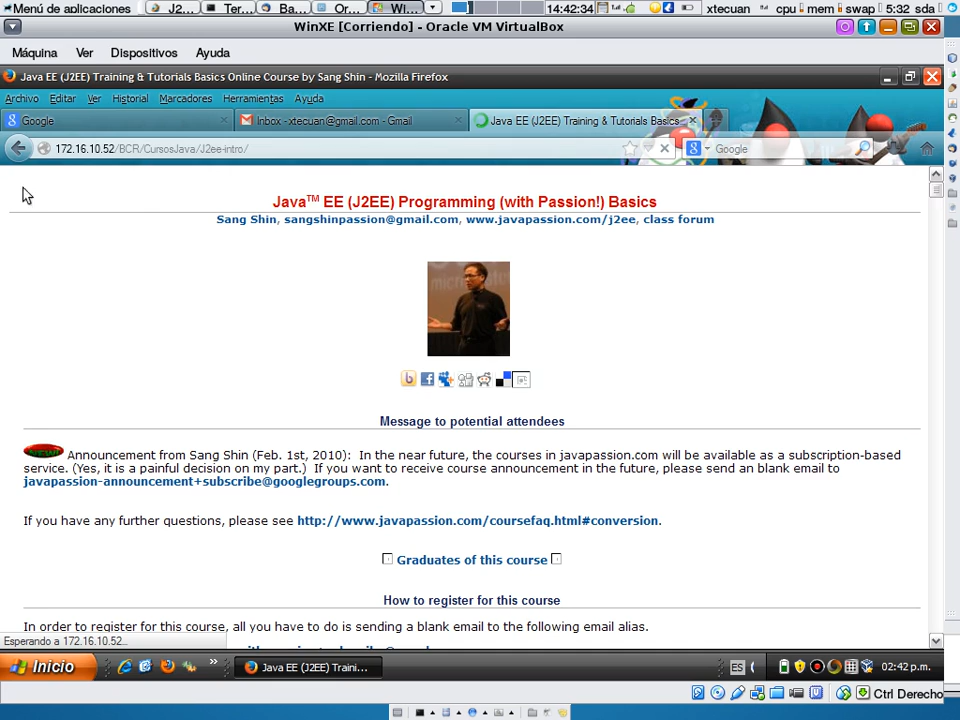 Menú de aplicaciones J2... Ter... Ba... Or... Wi... 14:42:34 xtecuan cpu mem swap 5:32 sda
WinXE [Corriendo] - Oracle VM VirtualBox
Máquina Ver Dispositivos Ayuda
Java EE (J2EE) Training & Tutorials Basics Online Course by Sang Shin - Mozilla Firefox
Archivo Editar Ver Historial Marcadores Herramientas Ayuda
Google Inbox - xtecuan@gmail.com - Gmail Java EE (J2EE) Training & Tutorials Basics
172.16.10.52/BCR/CursosJava/J2ee-intro/ Google
Java™ EE (J2EE) Programming (with Passion!) Basics
Sang Shin, sangshinpassion@gmail.com, www.javapassion.com/j2ee, class forum
Message to potential attendees
Announcement from Sang Shin (Feb. 1st, 2010): In the near future, the courses in javapassion.com will be available as a subscription-based
service. (Yes, it is a painful decision on my part.) If you want to receive course announcement in the future, please send an blank email to
javapassion-announcement+subscribe@googlegroups.com.
If you have any further questions, please see http://www.javapassion.com/coursefaq.html#conversion.
Graduates of this course
How to register for this course
In order to register for this course, all you have to do is sending a blank email to the following email alias.
Esperando a 172.16.10.52...
Inicio Java EE (J2EE) Traini... ES 02:42 p.m.
Ctrl Derecho